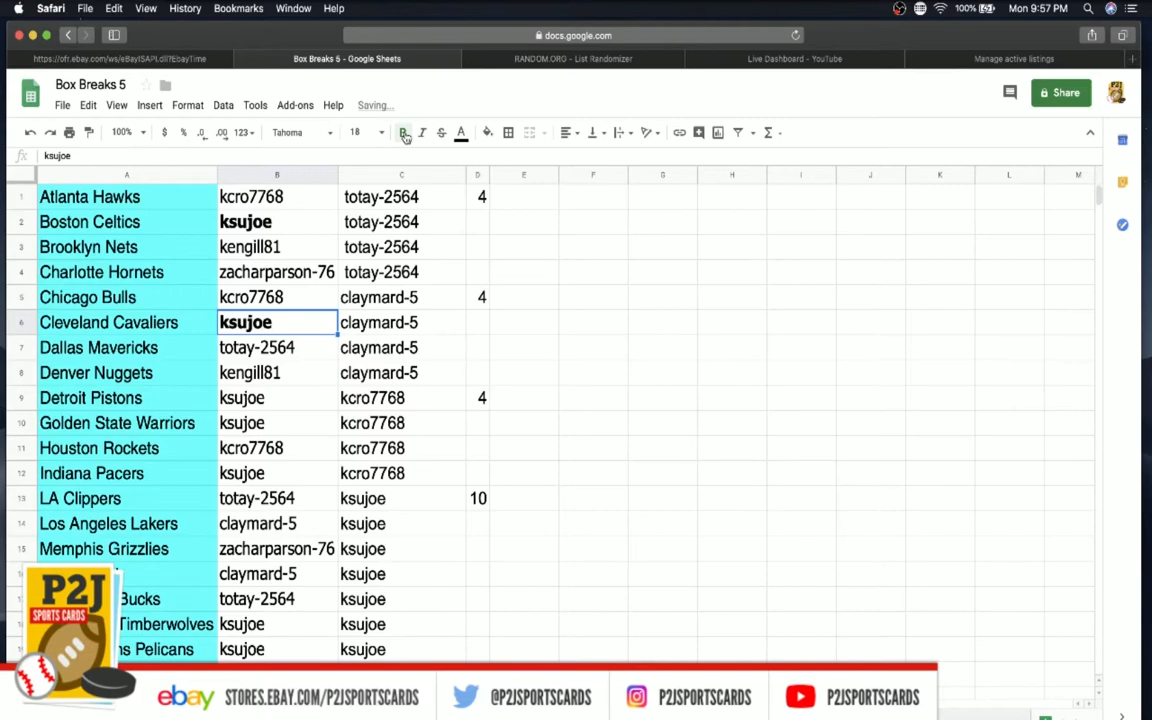 Safari File Edit View History Bookmarks Window Help 100% Mon 9:57 PM
docs.google.com
https://ofr.ebay.com/ws/eBayISAPI.dll?EbayTime Box Breaks 5 - Google Sheets RANDOM.ORG - List Randomizer Live Dashboard - YouTube Manage active listings
Box Breaks 5
File Edit View Insert Format Data Tools Add-ons Help Saving...
Share
100% $ % .0 .00 123 Tahoma 18 B I S A
fx ksujoe
A B C D E F G H I J K L M
1 Atlanta Hawks kcro7768 totay-2564 4
2 Boston Celtics ksujoe totay-2564
3 Brooklyn Nets kengill81 totay-2564
4 Charlotte Hornets zacharparson-76 totay-2564
5 Chicago Bulls kcro7768 claymard-5 4
6 Cleveland Cavaliers ksujoe claymard-5
7 Dallas Mavericks totay-2564 claymard-5
8 Denver Nuggets kengill81 claymard-5
9 Detroit Pistons ksujoe kcro7768 4
10 Golden State Warriors ksujoe kcro7768
11 Houston Rockets kcro7768 kcro7768
12 Indiana Pacers ksujoe kcro7768
13 LA Clippers totay-2564 ksujoe 10
14 Los Angeles Lakers claymard-5 ksujoe
15 Memphis Grizzlies zacharparson-76 ksujoe
claymard-5 ksujoe
Bucks totay-2564 ksujoe
Timberwolves ksujoe ksujoe
ns Pelicans ksujoe ksujoe
P2J
SPORTS CARDS
ebay STORES.EBAY.COM/P2JSPORTSCARDS @P2JSPORTSCARDS P2JSPORTSCARDS P2JSPORTSCARDS